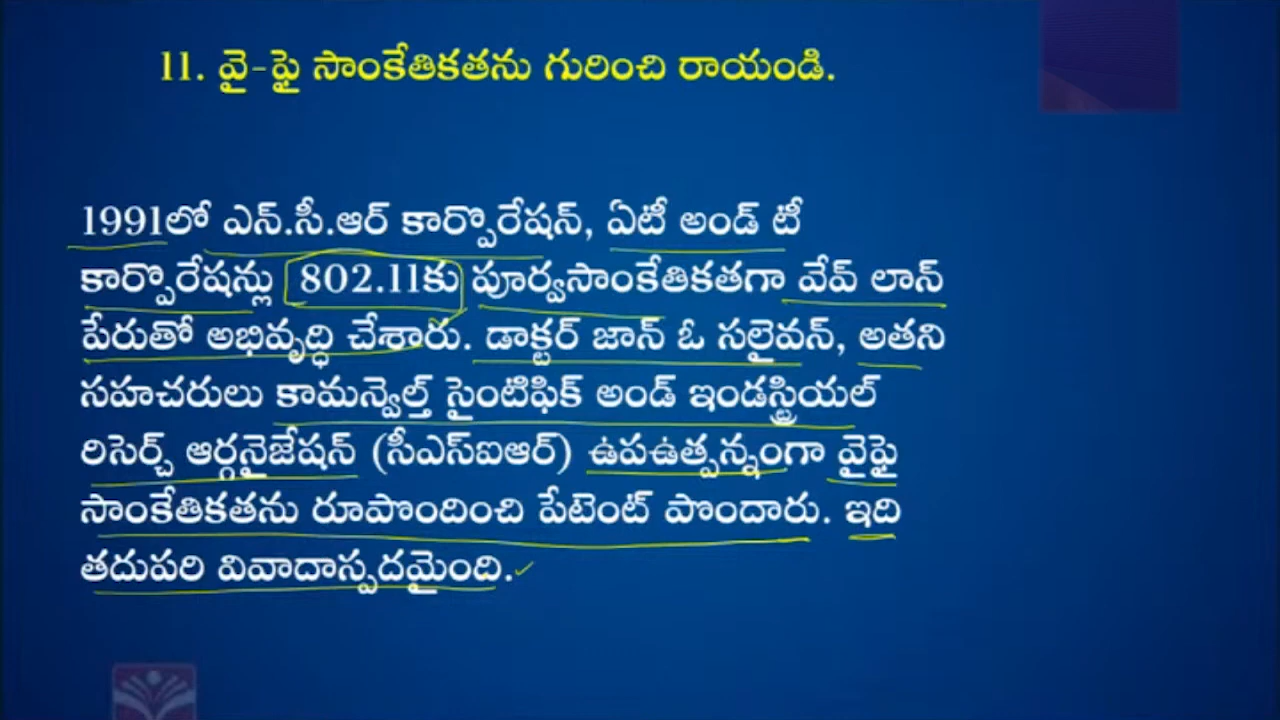 11. వై-ఫై సాంకేతికతను గురించి రాయండి.
1991లో ఎన్.సీ.ఆర్ కార్పొరేషన్, ఏటీ అండ్ టీ
కార్పొరేషన్లు 802.11కు పూర్వసాంకేతికతగా వేవ్ లాన్
పేరుతో అభివృద్ధి చేశారు. డాక్టర్ జాన్ ఓ సలైవన్, అతని
సహచరులు కామన్వెల్త్ సైంటిఫిక్ అండ్ ఇండస్ట్రియల్
రిసెర్చ్ ఆర్గనైజేషన్ (సీఎస్ఐఆర్) ఉపఉత్పన్నంగా వైఫై
సాంకేతికతను రూపొందించి పేటెంట్ పొందారు. ఇది
తదుపరి వివాదాస్పదమైంది.